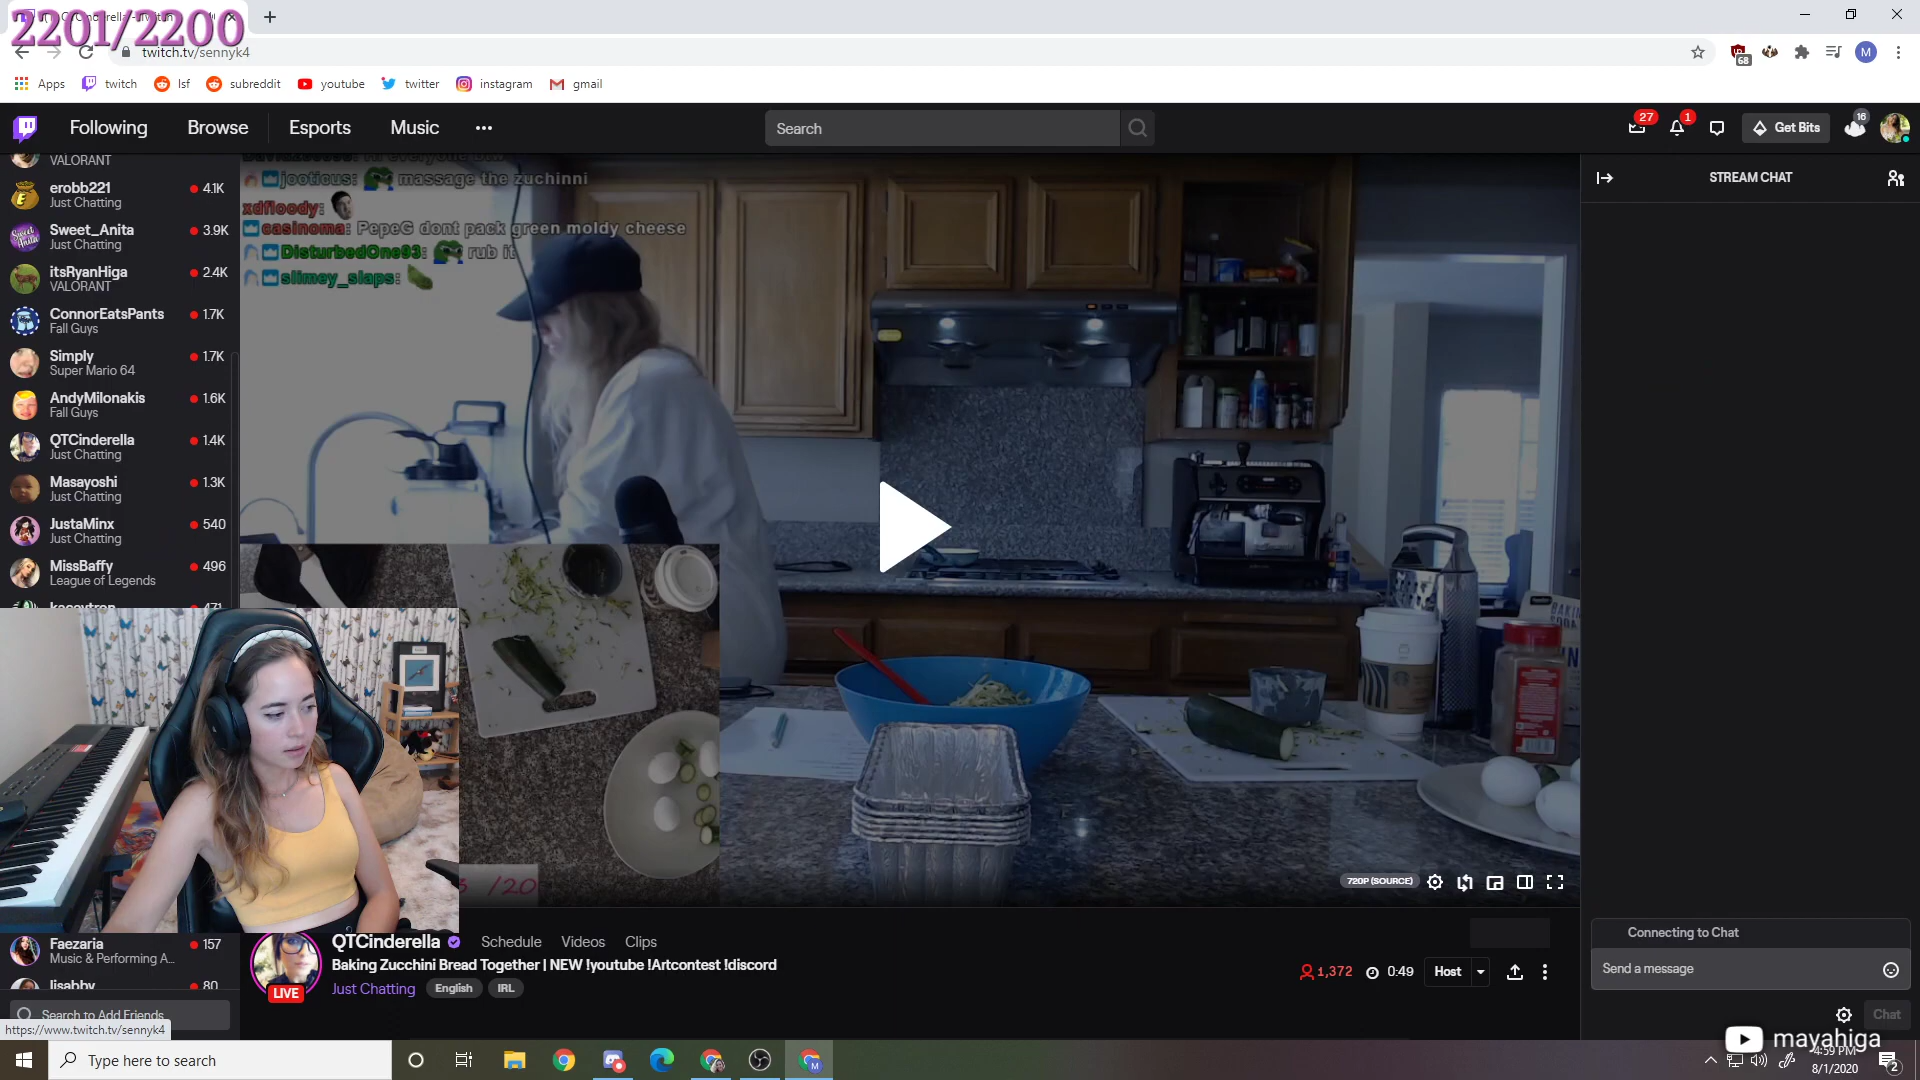 2201/2200
twitch.tv/sennyk4
68
M
Apps
twitch
lsf
subreddit
youtube
twitter
instagram
gmail
Following
Browse
Esports
Music
Search
27
1
Get Bits
16
VALORANT
erobb221
4.1K
Just Chatting
Sweet_Anita
3.9K
Just Chatting
itsRyanHiga
2.4K
VALORANT
ConnorEatsPants
1.7K
Fall Guys
Simply
1.7K
Super Mario 64
AndyMilonakis
1.6K
Fall Guys
QTCinderella
1.4K
Just Chatting
Masayoshi
1.3K
Just Chatting
JustaMinx
540
Just Chatting
MissBaffy
496
League of Legends
kaceytron
471
Faezaria
157
Music & Performing A...
lisabby
80
Search to Add Friends
https://www.twitch.tv/sennyk4
jooticus: massage the zuchinni
xdfloody:
casinoma: PepeG dont pack green moldy cheese
DisturbedOne93: rub it
slimey_slaps:
/20
720P (SOURCE)
QTCinderella
Schedule
Videos
Clips
Baking Zucchini Bread Together | NEW !youtube !Artcontest !discord
LIVE
Just Chatting
English
IRL
1,372
0:49
Host
STREAM CHAT
Connecting to Chat
Send a message
Chat
mayahiga
Type here to search
4:59 PM
8/1/2020
2